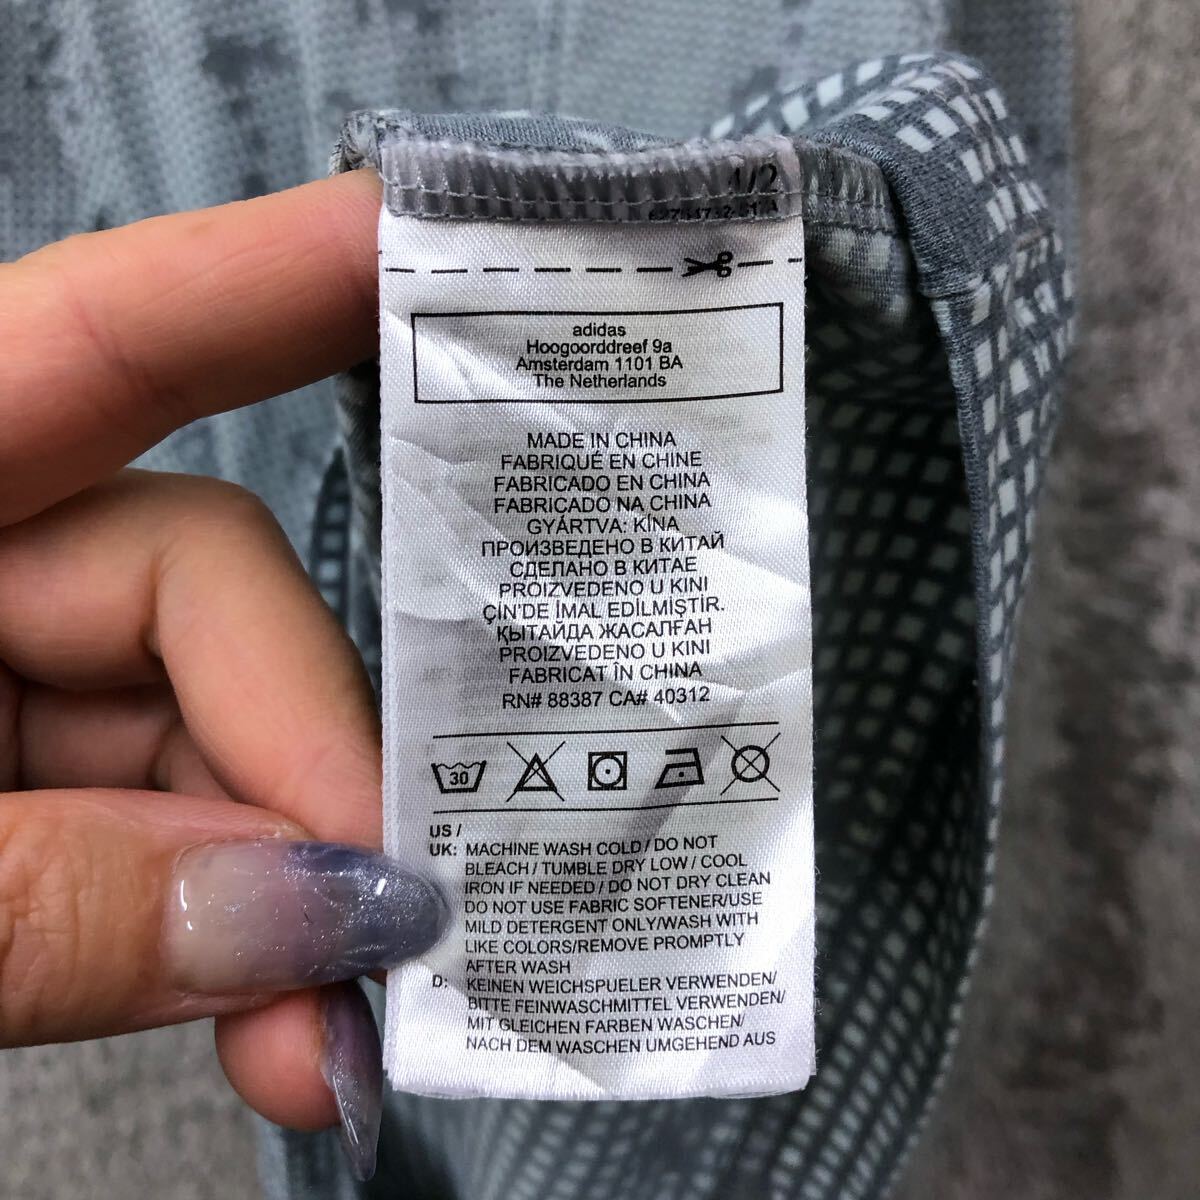 1/2
adidas
Hoogoorddreef 9a
Amsterdam 1101 BA
The Netherlands
MADE IN CHINA
FABRIQUÉ EN CHINE
FABRICADO EN CHINA
FABRICADO NA CHINA
GYÁRTVA: KÍNA
ПРОИЗВЕДЕНО В КИТАЙ
СДЕЛАНО В КИТАЕ
PROIZVEDENO U KINI
ÇİN'DE İMAL EDİLMİŞTİR.
ҚЫТАЙДА ЖАСАЛҒАН
PROIZVEDENO U KINI
FABRICAT ÎN CHINA
RN# 88387 CA# 40312
30
US /
UK: MACHINE WASH COLD / DO NOT
BLEACH / TUMBLE DRY LOW / COOL
IRON IF NEEDED / DO NOT DRY CLEAN
DO NOT USE FABRIC SOFTENER/USE
MILD DETERGENT ONLY/WASH WITH
LIKE COLORS/REMOVE PROMPTLY
AFTER WASH
D: KEINEN WEICHSPUELER VERWENDEN/
BITTE FEINWASCHMITTEL VERWENDEN/
MIT GLEICHEN FARBEN WASCHEN/
NACH DEM WASCHEN UMGEHEND AUS